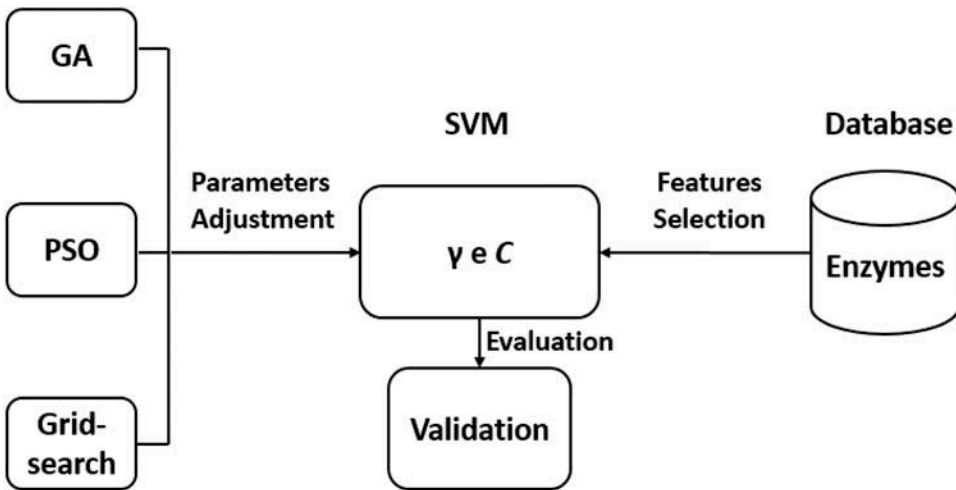 GA
SVM
Database
Parameters
Adjustment
Features
Selection
PSO
γ e C
Enzymes
Evaluation
Grid-
search
Validation